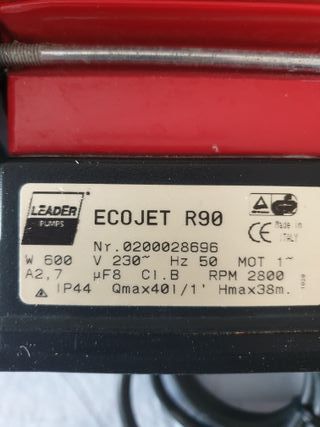 LEADER
PUMPS
ECOJET R90
Nr.0200028696
Made in
ITALY
CE
W 600 V 230~ Hz 50 MOT 1~
A2,7 µF8 Cl.B RPM 2800
IP44 Qmax40l/1' Hmax38m.